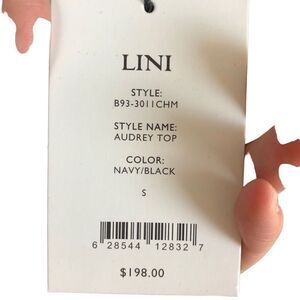 LINI
STYLE:
B93-3011CHM
STYLE NAME:
AUDREY TOP
COLOR:
NAVY/BLACK
S
6 28544 12832 7
$198.00